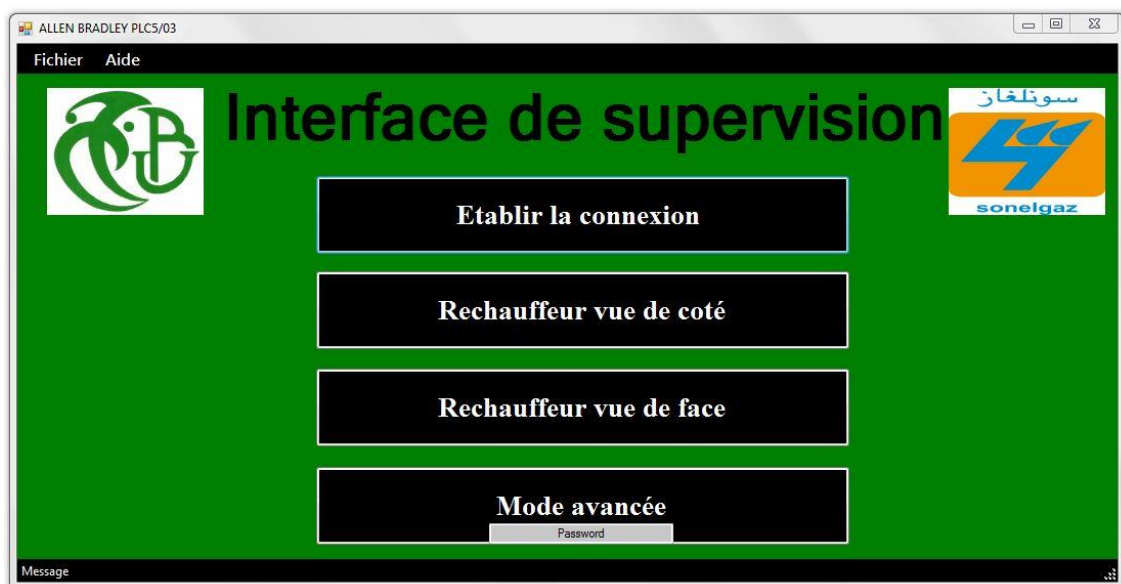 ALLEN BRADLEY PLC5/03
Fichier Aide
Interface de supervision
سونلغاز
sonelgaz
Etablir la connexion
Rechauffeur vue de coté
Rechauffeur vue de face
Mode avancée
Password
Message